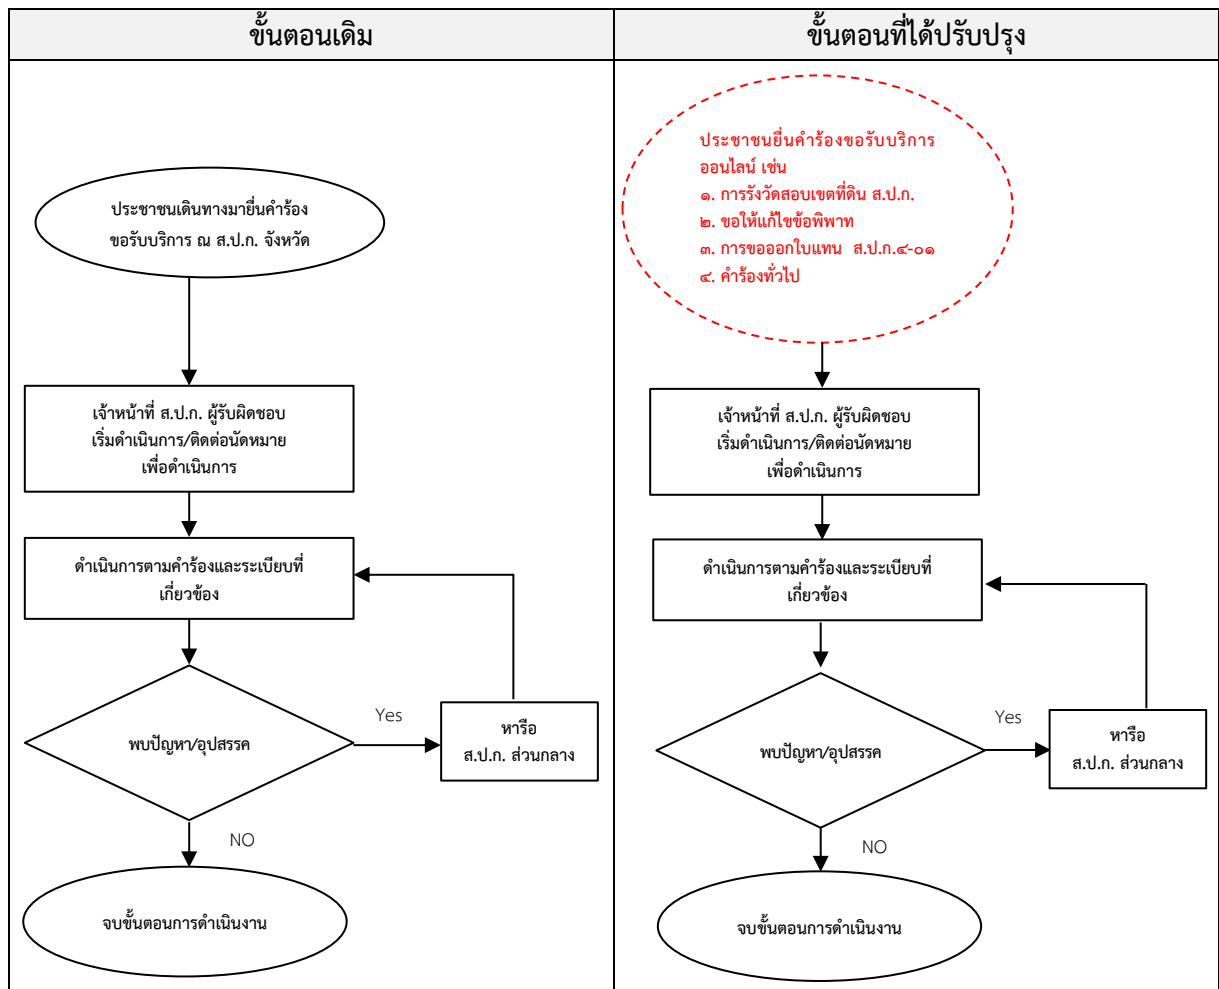 ขั้นตอนเดิม
ประชาชนเดินทางมายื่นคำร้อง
ขอรับบริการ ณ ส.ป.ก. จังหวัด
เจ้าหน้าที่ ส.ป.ก. ผู้รับผิดชอบ
เริ่มดำเนินการ/ติดต่อนัดหมาย
เพื่อดำเนินการ
ดำเนินการตามคำร้องและระเบียบที่
เกี่ยวข้อง
พบปัญหา/อุปสรรค
Yes
หารือ
ส.ป.ก. ส่วนกลาง
NO
จบขั้นตอนการดำเนินงาน
ขั้นตอนที่ได้ปรับปรุง
ประชาชนยื่นคำร้องขอรับบริการ
ออนไลน์ เช่น
๑. การรังวัดสอบเขตที่ดิน ส.ป.ก.
๒. ขอให้แก้ไขข้อพิพาท
๓. การขอออกใบแทน ส.ป.ก.๔-๐๑
๔. คำร้องทั่วไป
เจ้าหน้าที่ ส.ป.ก. ผู้รับผิดชอบ
เริ่มดำเนินการ/ติดต่อนัดหมาย
เพื่อดำเนินการ
ดำเนินการตามคำร้องและระเบียบที่
เกี่ยวข้อง
พบปัญหา/อุปสรรค
Yes
หารือ
ส.ป.ก. ส่วนกลาง
NO
จบขั้นตอนการดำเนินงาน